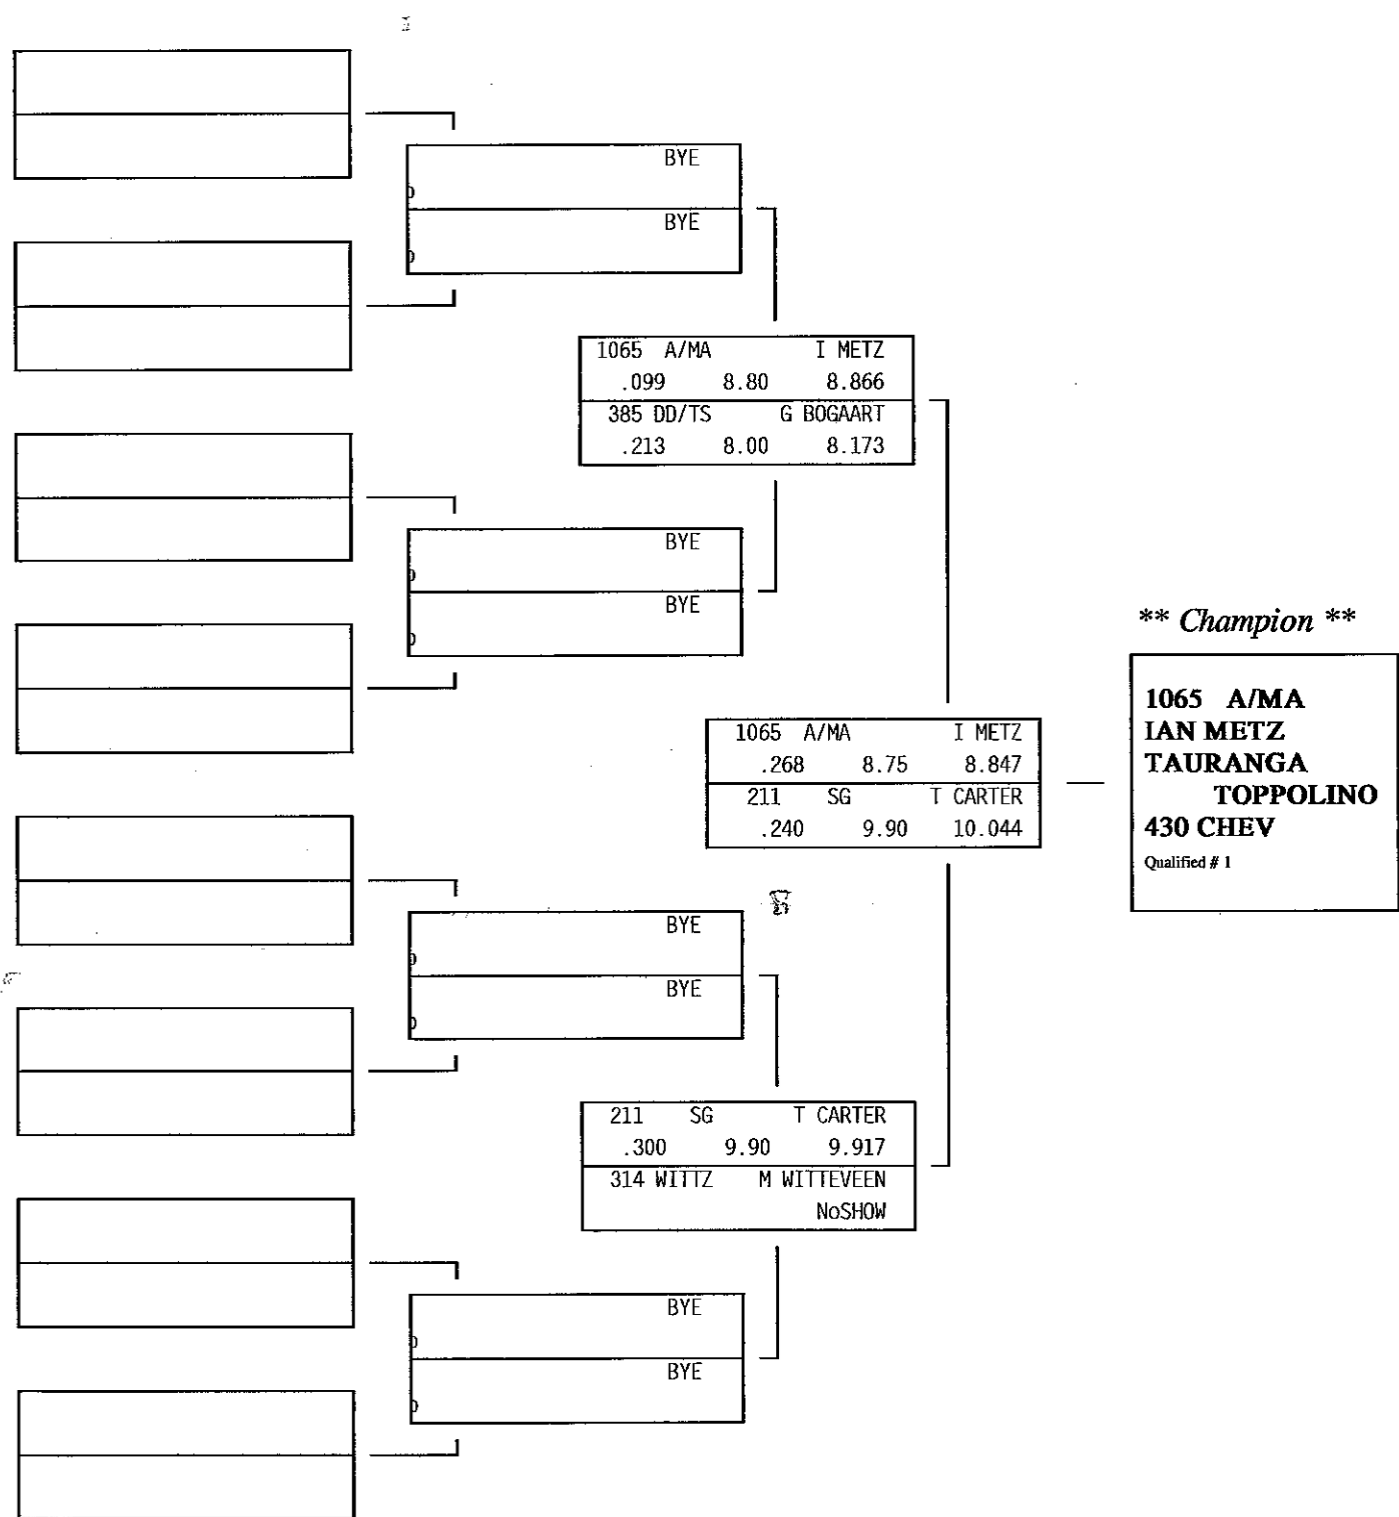 BYE
BYE
1065 A/MA I METZ
.099 8.80 8.866
385 DD/TS G BOGAART
.213 8.00 8.173
BYE
BYE
** Champion **
1065 A/MA
IAN METZ
TAURANGA
TOPPOLINO
430 CHEV
Qualified # 1
1065 A/MA I METZ
.268 8.75 8.847
211 SG T CARTER
.240 9.90 10.044
BYE
BYE
211 SG T CARTER
.300 9.90 9.917
314 WITTZ M WITTEVEEN
NoSHOW
BYE
BYE